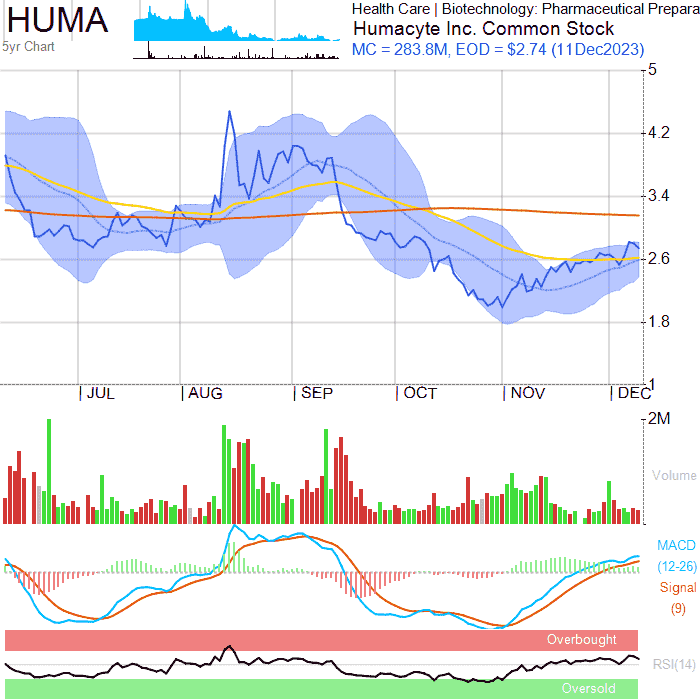 HUMA
5yr Chart
Health Care | Biotechnology: Pharmaceutical Prepara
Humacyte Inc. Common Stock
MC = 283.8M, EOD = $2.74 (11Dec2023)
5
4.2
3.4
2.6
1.8
1
| JUL | AUG | SEP | OCT | NOV | DEC
2M
Volume
MACD
(12-26)
Signal
(9)
Overbought
RSI(14)
Oversold